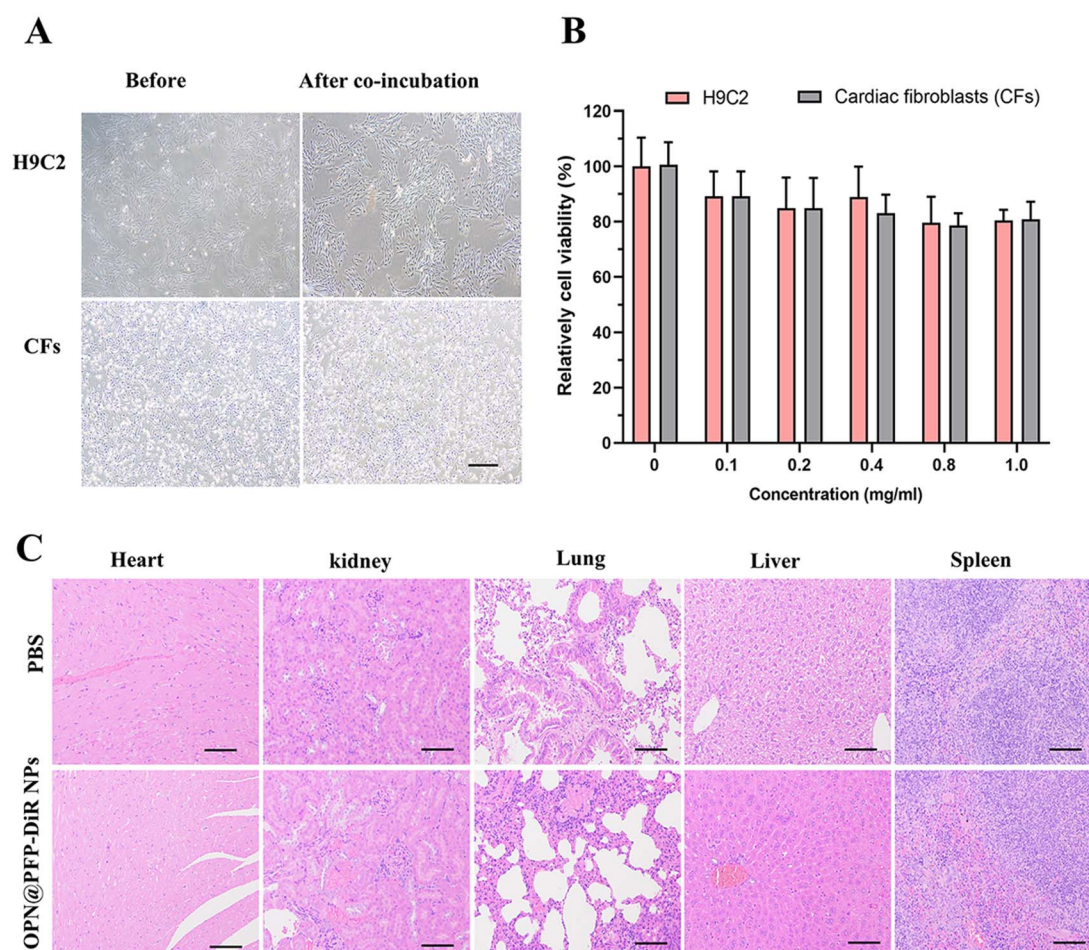 A
Before
After co-incubation
H9C2
CFs
B
H9C2
Cardiac fibroblasts (CFs)
Relatively cell viability (%)
120
100
80
60
40
20
0
0
0.1
0.2
0.4
0.8
1.0
Concentration (mg/ml)
C
Heart
kidney
Lung
Liver
Spleen
PBS
OPN@PFP-DiR NPs